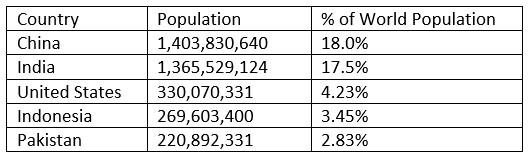 Country Population % of World Population
China 1,403,830,640 18.0%
India 1,365,529,124 17.5%
United States 330,070,331 4.23%
Indonesia 269,603,400 3.45%
Pakistan 220,892,331 2.83%